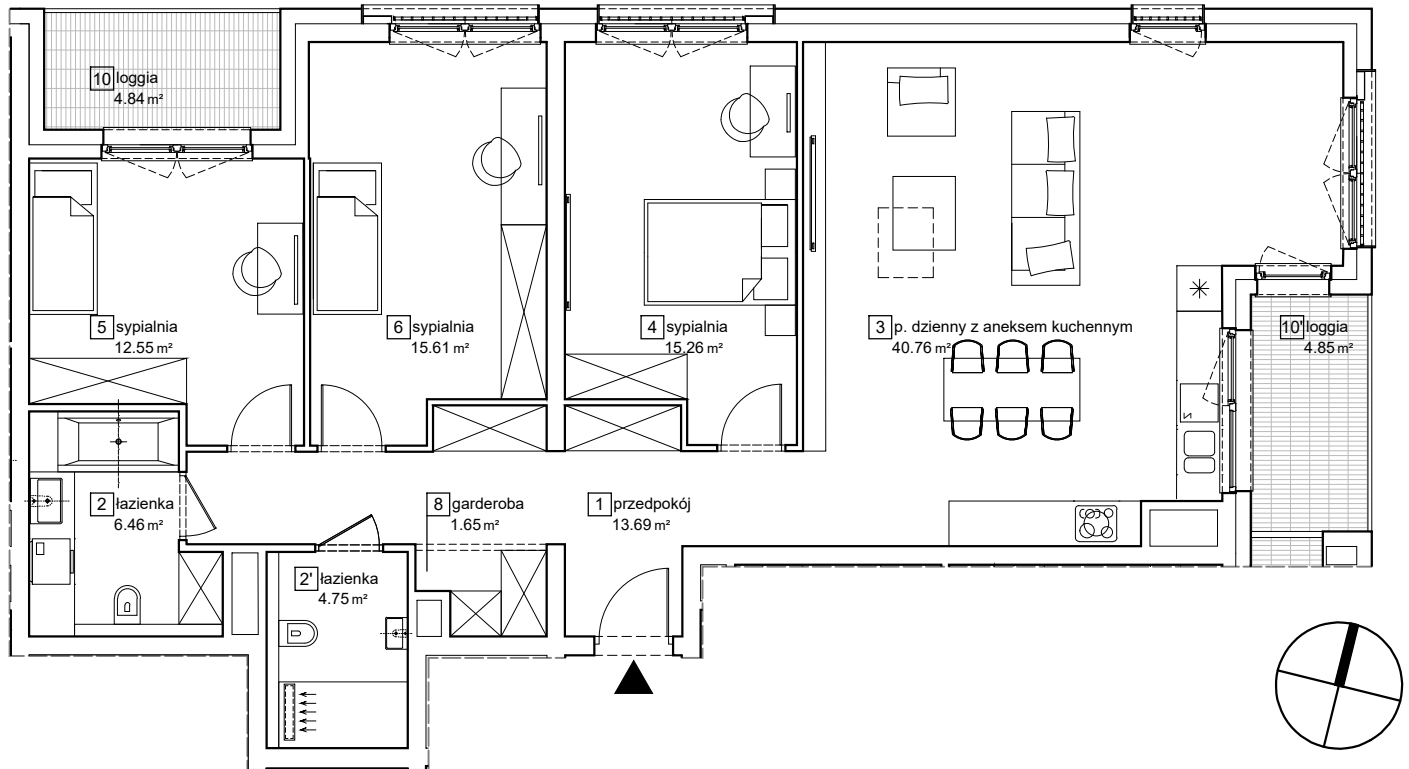 10 loggia
4.84 m²
5 sypialnia
12.55 m²
6 sypialnia
15.61 m²
4 sypialnia
15.26 m²
3 p. dzienny z aneksem kuchennym
40.76 m²
10' loggia
4.85 m²
2 łazienka
6.46 m²
8 garderoba
1.65 m²
1 przedpokój
13.69 m²
2' łazienka
4.75 m²